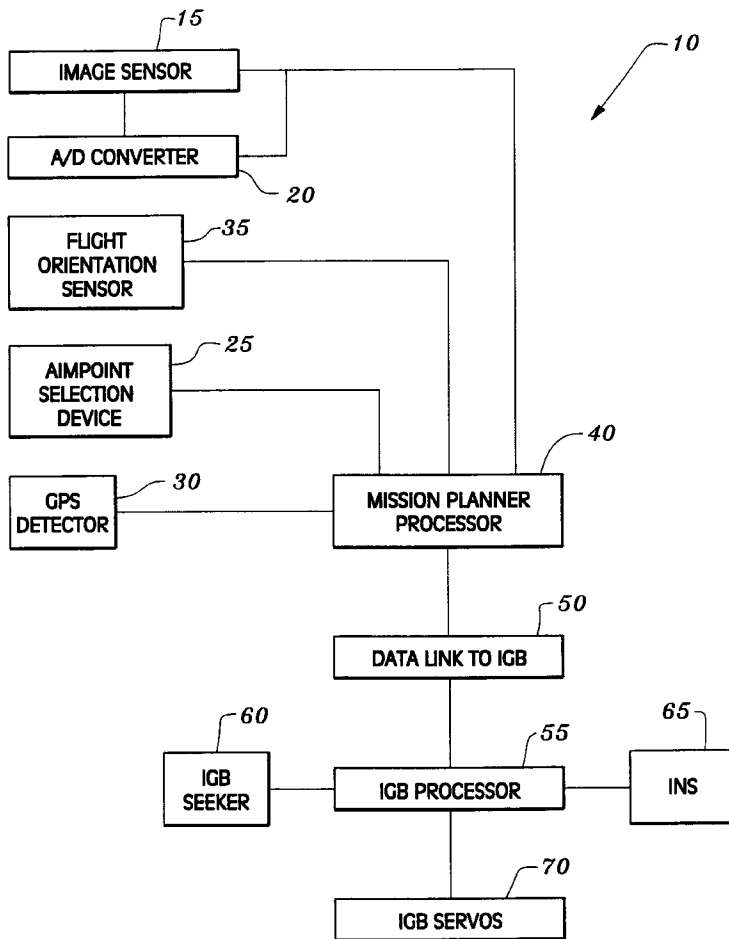 15
10
IMAGE SENSOR
A/D CONVERTER
20
35
FLIGHT
ORIENTATION
SENSOR
25
AIMPOINT
SELECTION
DEVICE
40
30
GPS
DETECTOR
MISSION PLANNER
PROCESSOR
50
DATA LINK TO IGB
60
55
65
IGB
SEEKER
IGB PROCESSOR
INS
70
IGB SERVOS